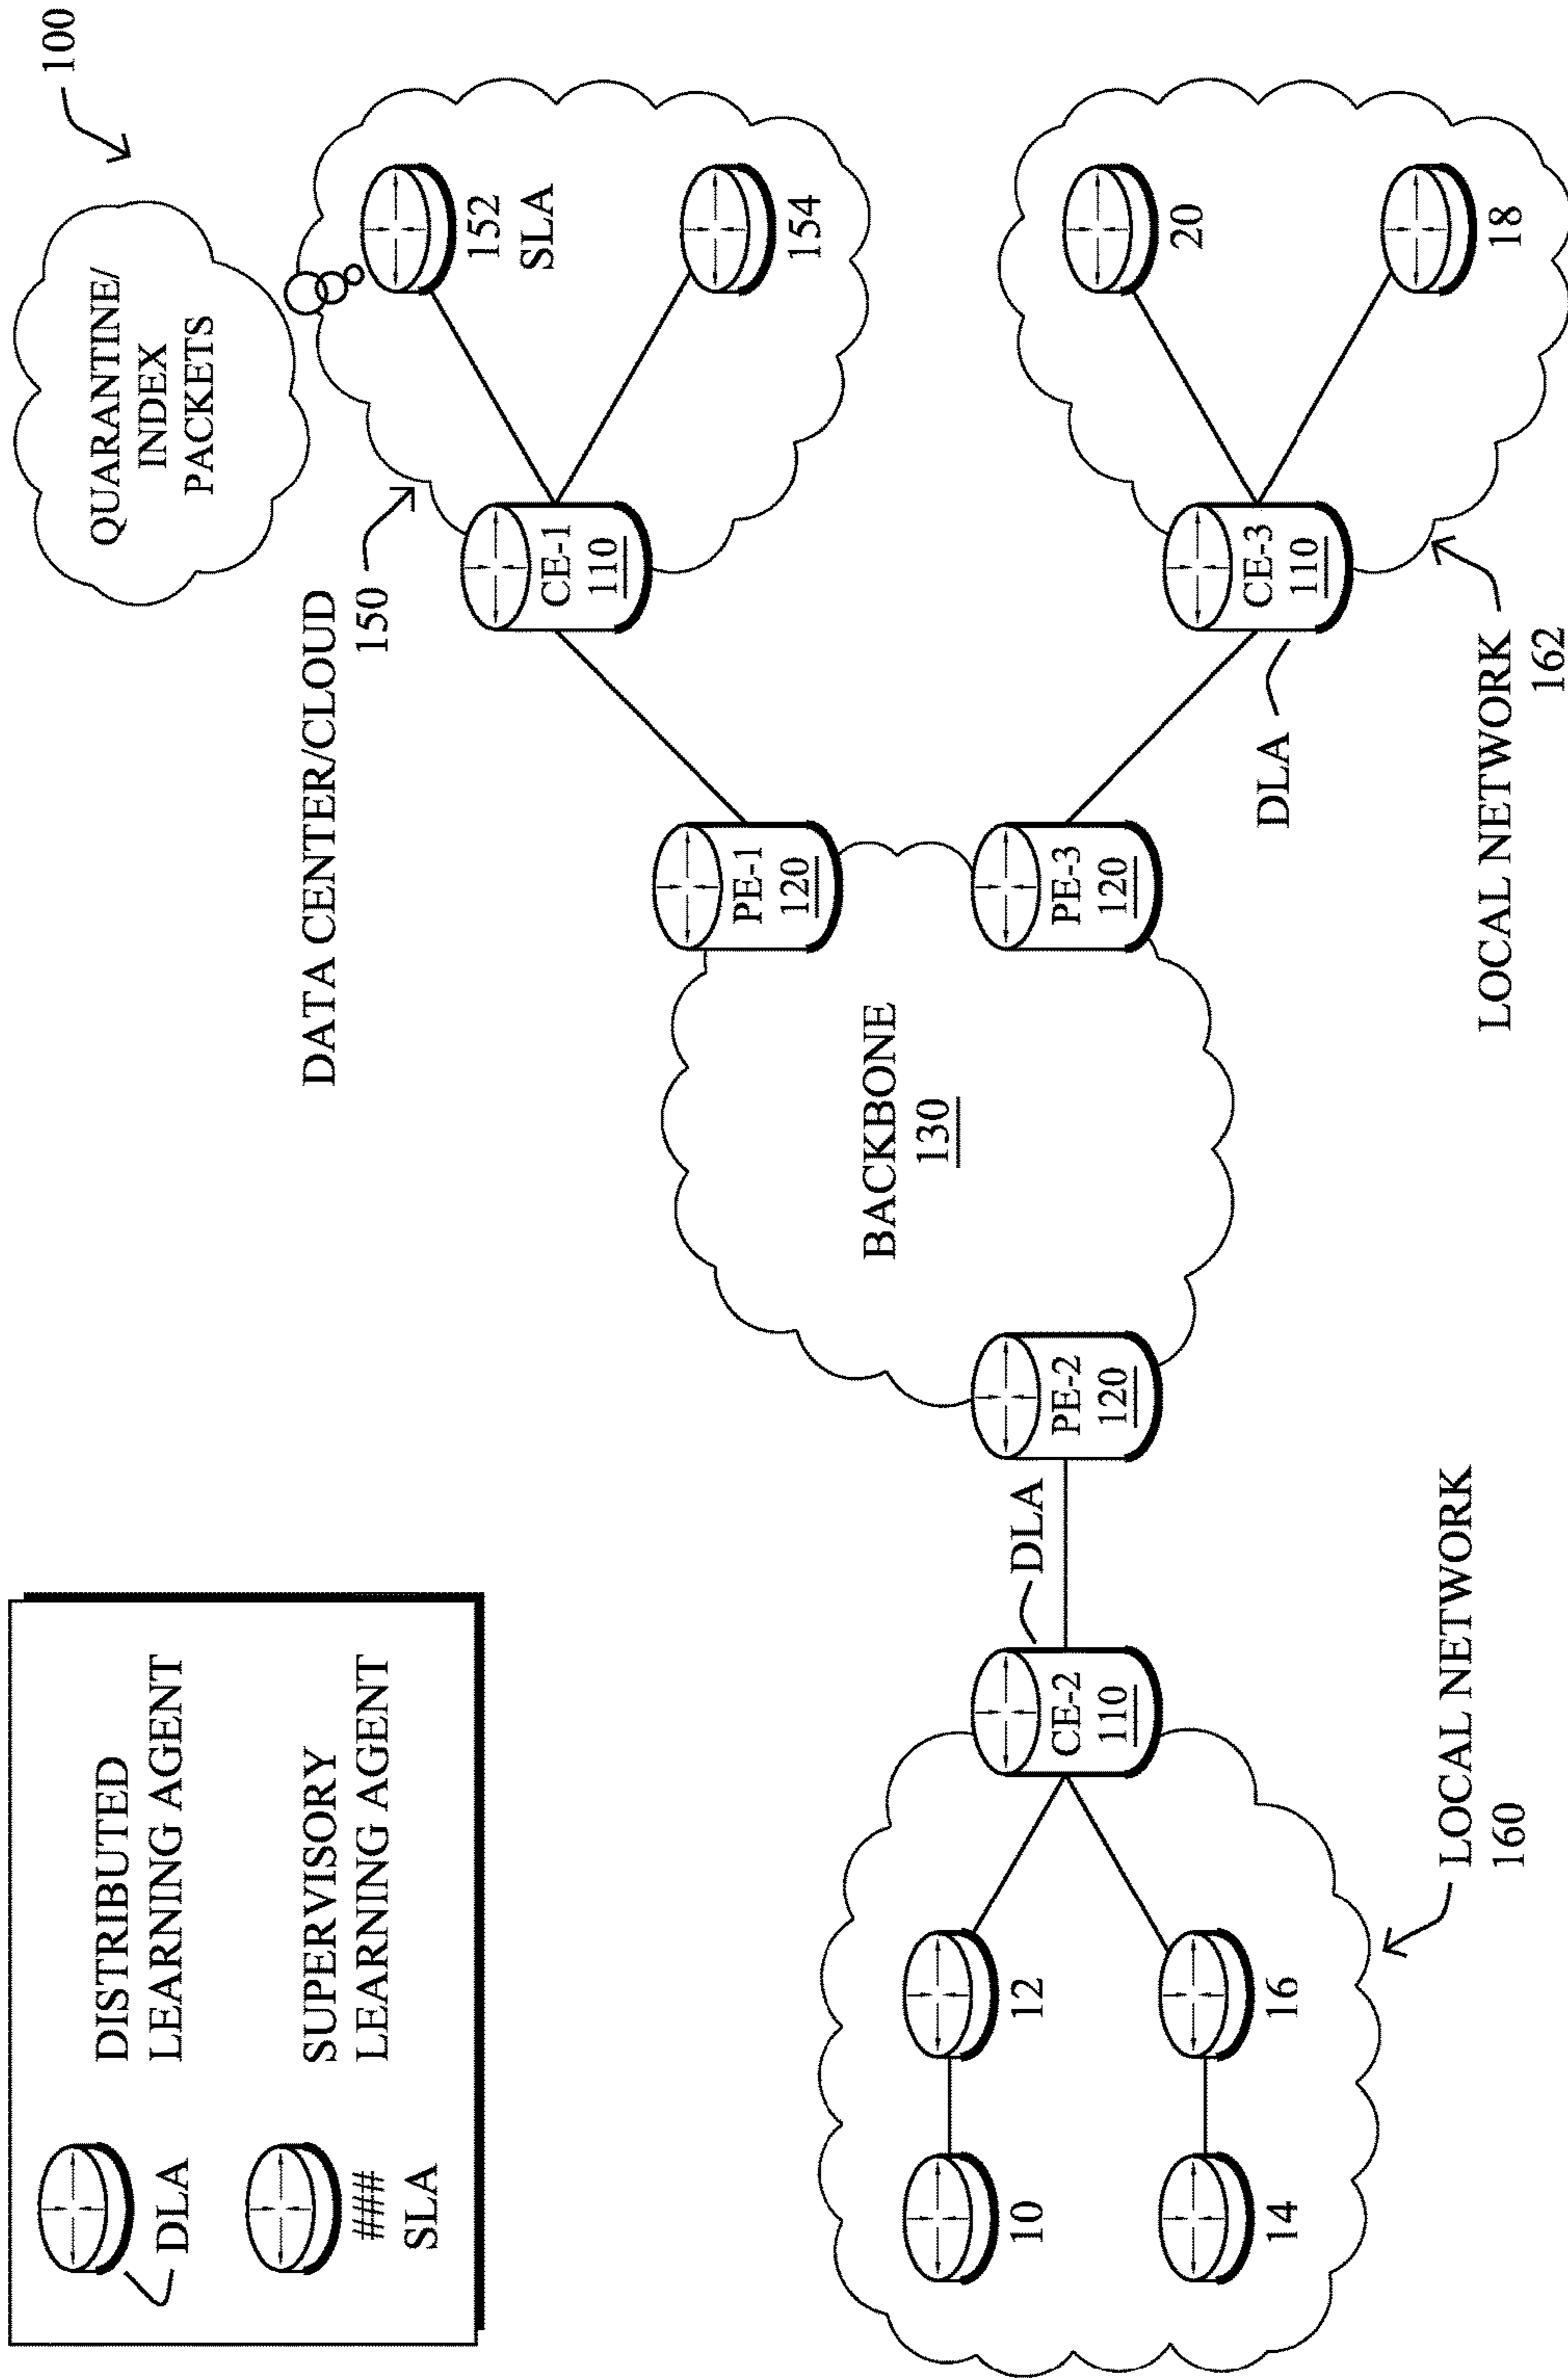 DLA
DISTRIBUTED
LEARNING AGENT
###
SLA
SUPERVISORY
LEARNING AGENT
100
QUARANTINE/
INDEX
PACKETS
DATA CENTER/CLOUD
150
152
SLA
154
CE-1
110
PE-1
120
BACKBONE
130
PE-2
120
PE-3
120
DLA
CE-2
110
10
12
14
16
LOCAL NETWORK
160
CE-3
110
DLA
20
18
LOCAL NETWORK
162